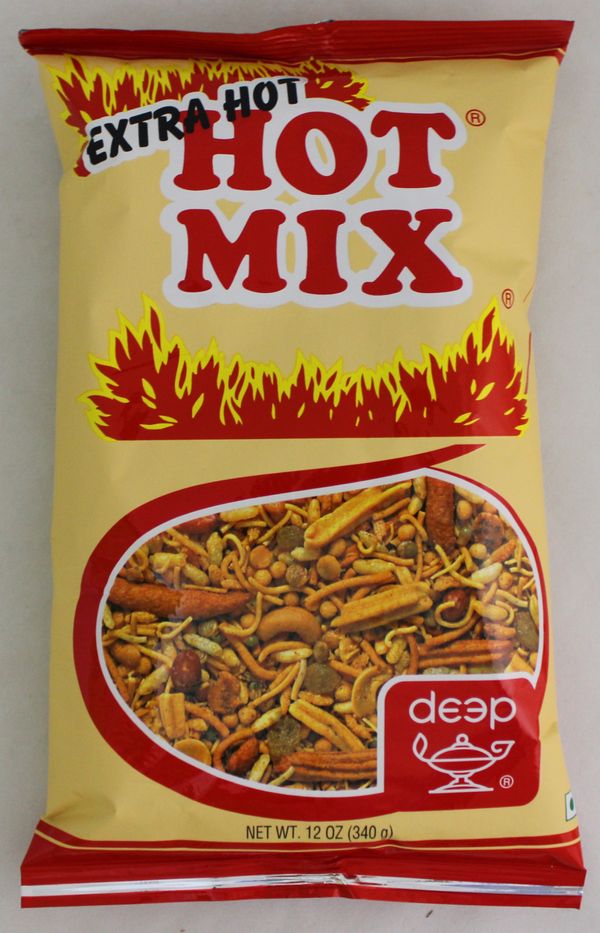 EXTRA HOT
HOT®
MIX
®
deep
®
NET WT. 12 OZ (340 g)